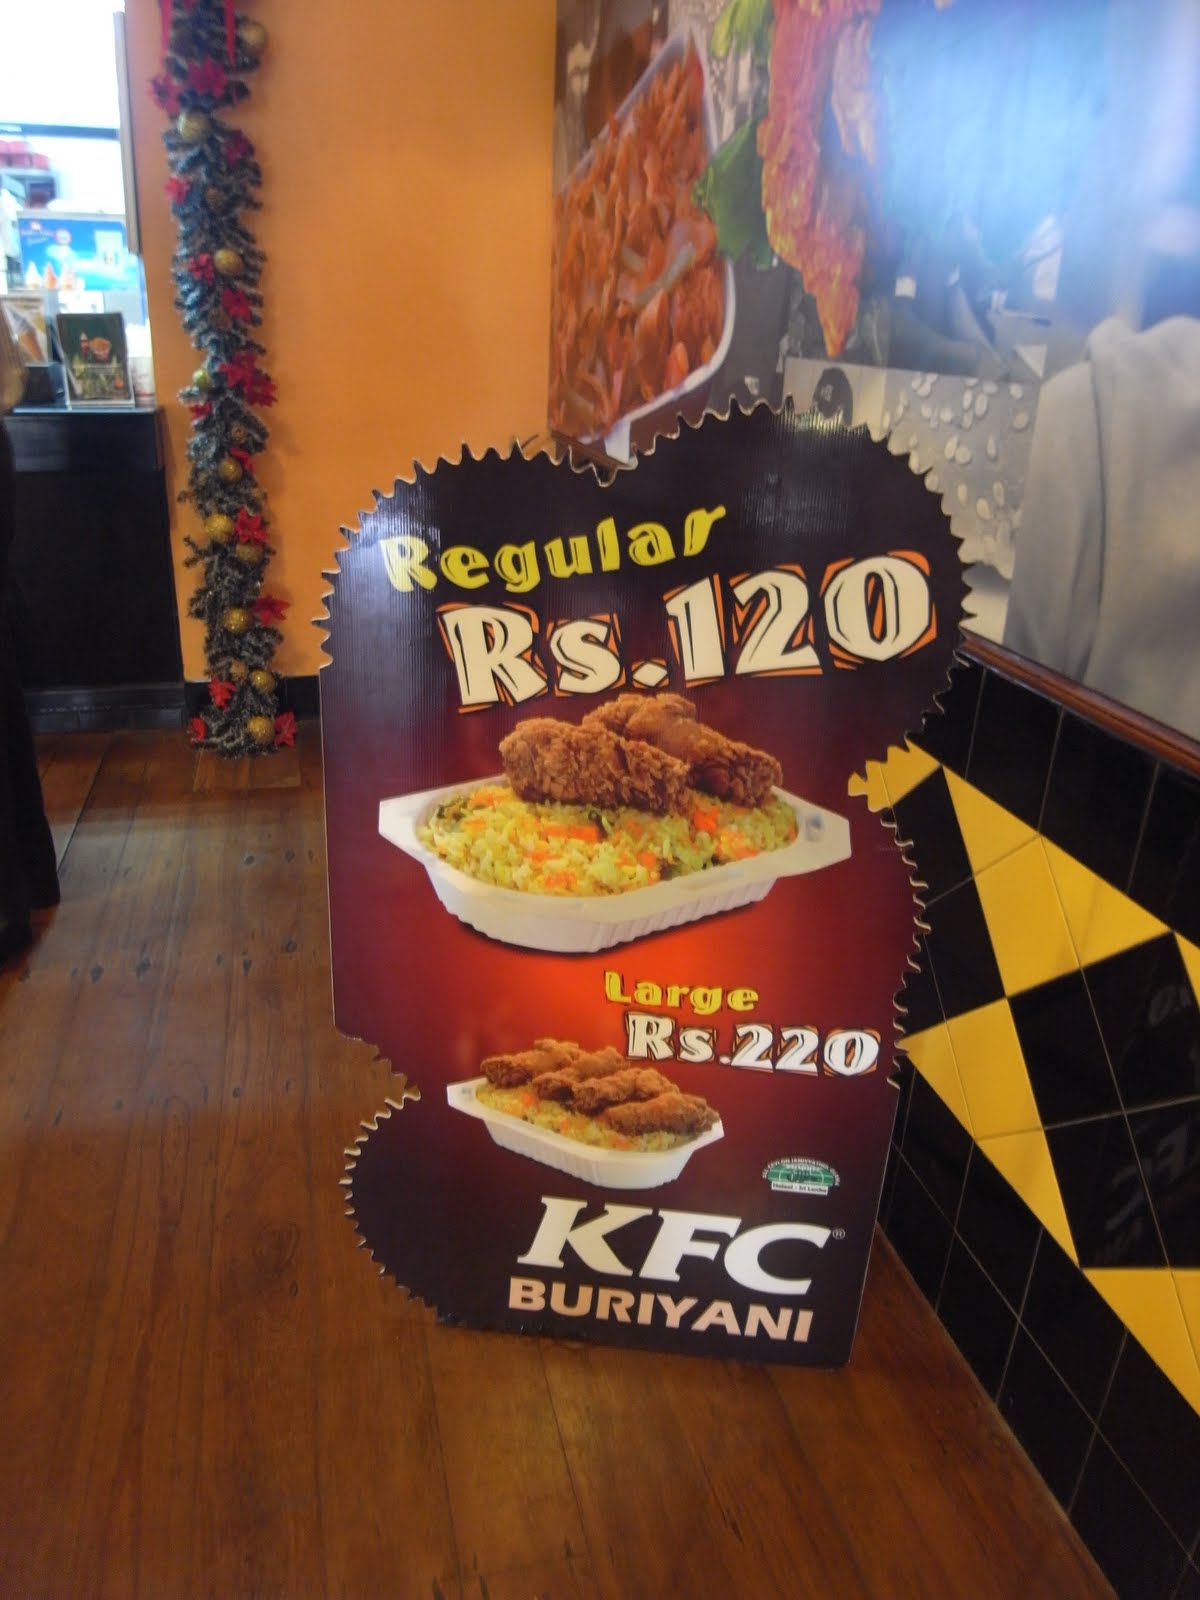 Regular
Rs.120
Large
Rs.220
KFC®
BURIYANI